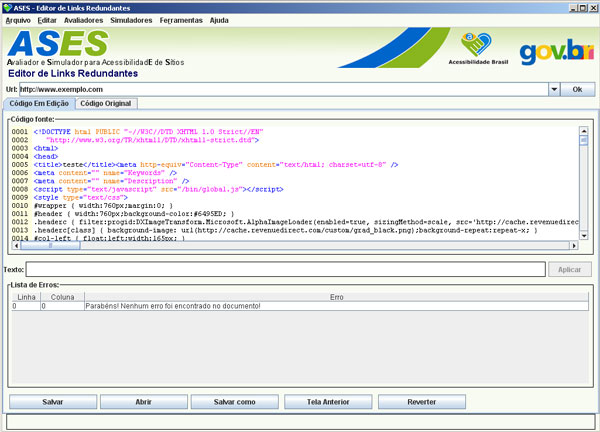 ASES - Editor de Links Redundantes
Arquivo Editar Avaliadores Simuladores Ferramentas Ajuda
ASES
Avaliador e Simulador para AcessibilidadE de Sítios
Acessibilidade Brasil
gov.br
Editor de Links Redundantes
Url: http://www.exemplo.com
Ok
Código Em Edição Código Original
Código fonte:
0001 <!DOCTYPE html PUBLIC "-//W3C//DTD XHTML 1.0 Strict//EN"
0002 "http://www.w3.org/TR/xhtml1/DTD/xhtml1-strict.dtd">
0003 <html>
0004 <head>
0005 <title>teste</title><meta http-equiv="Content-Type" content="text/html; charset=utf-8" />
0006 <meta content="" name="Keywords" />
0007 <meta content="" name="Description" />
0008 <script type="text/javascript" src="/bin/global.js"></script>
0009 <style type="text/css">
0010 #wrapper { width:760px;margin:0; }
0011 #header { width:760px;background-color:#6495ED; }
0012 .headerc { filter:progid:DXImageTransform.Microsoft.AlphaImageLoader(enabled=true, sizingMethod=scale, src='http://cache.revenuedirec
0013 .headerc[class] { background-image: url(http://cache.revenuedirect.com/custom/grad_black.png);background-repeat:repeat-x; }
0014 #col-left { float:left;width:165px; }
Texto:
Aplicar
Lista de Erros:
Linha Coluna Erro
0 0 Parabéns! Nenhum erro foi encontrado no documento!
Salvar Abrir Salvar como Tela Anterior Reverter